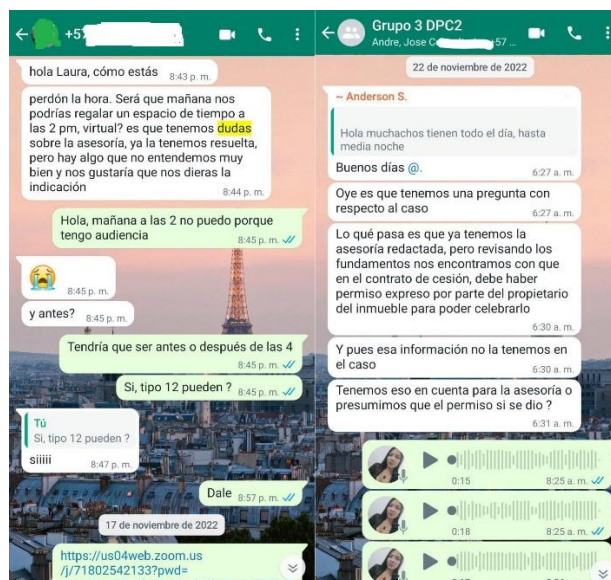 +57
hola Laura, cómo estás 8:43 p. m.
perdón la hora. Será que mañana nos
podrías regalar un espacio de tiempo a
las 2 pm, virtual? es que tenemos dudas
sobre la asesoría, ya la tenemos resuelta,
pero hay algo que no entendemos muy
bien y nos gustaría que nos dieras la
indicación
8:44 p. m.
Hola, mañana a las 2 no puedo porque
tengo audiencia
8:45 p. m.
8:45 p. m.
y antes? 8:45 p. m.
Tendría que ser antes o después de las 4
8:45 p. m.
Si, tipo 12 pueden ? 8:45 p. m.
Tú
Si, tipo 12 pueden ?
siiiii
8:47 p. m.
Dale 8:57 p. m.
17 de noviembre de 2022
https://us04web.zoom.us
/j/71802542133?pwd=
Grupo 3 DPC2
Andre, Jose C 57 ...
22 de noviembre de 2022
~ Anderson S.
Hola muchachos tienen todo el día, hasta
media noche
Buenos días @. 6:27 a. m.
Oye es que tenemos una pregunta con
respecto al caso
6:27 a. m.
Lo qué pasa es que ya tenemos la
asesoría redactada, pero revisando los
fundamentos nos encontramos con que
en el contrato de cesión, debe haber
permiso expreso por parte del propietario
del inmueble para poder celebrarlo
6:30 a. m.
Y pues esa información no la tenemos en
el caso
6:30 a. m.
Tenemos eso en cuenta para la asesoría o
presumimos que el permiso si se dio ?
6:31 a. m.
0:15 8:25 a. m.
0:18 8:25 a. m.